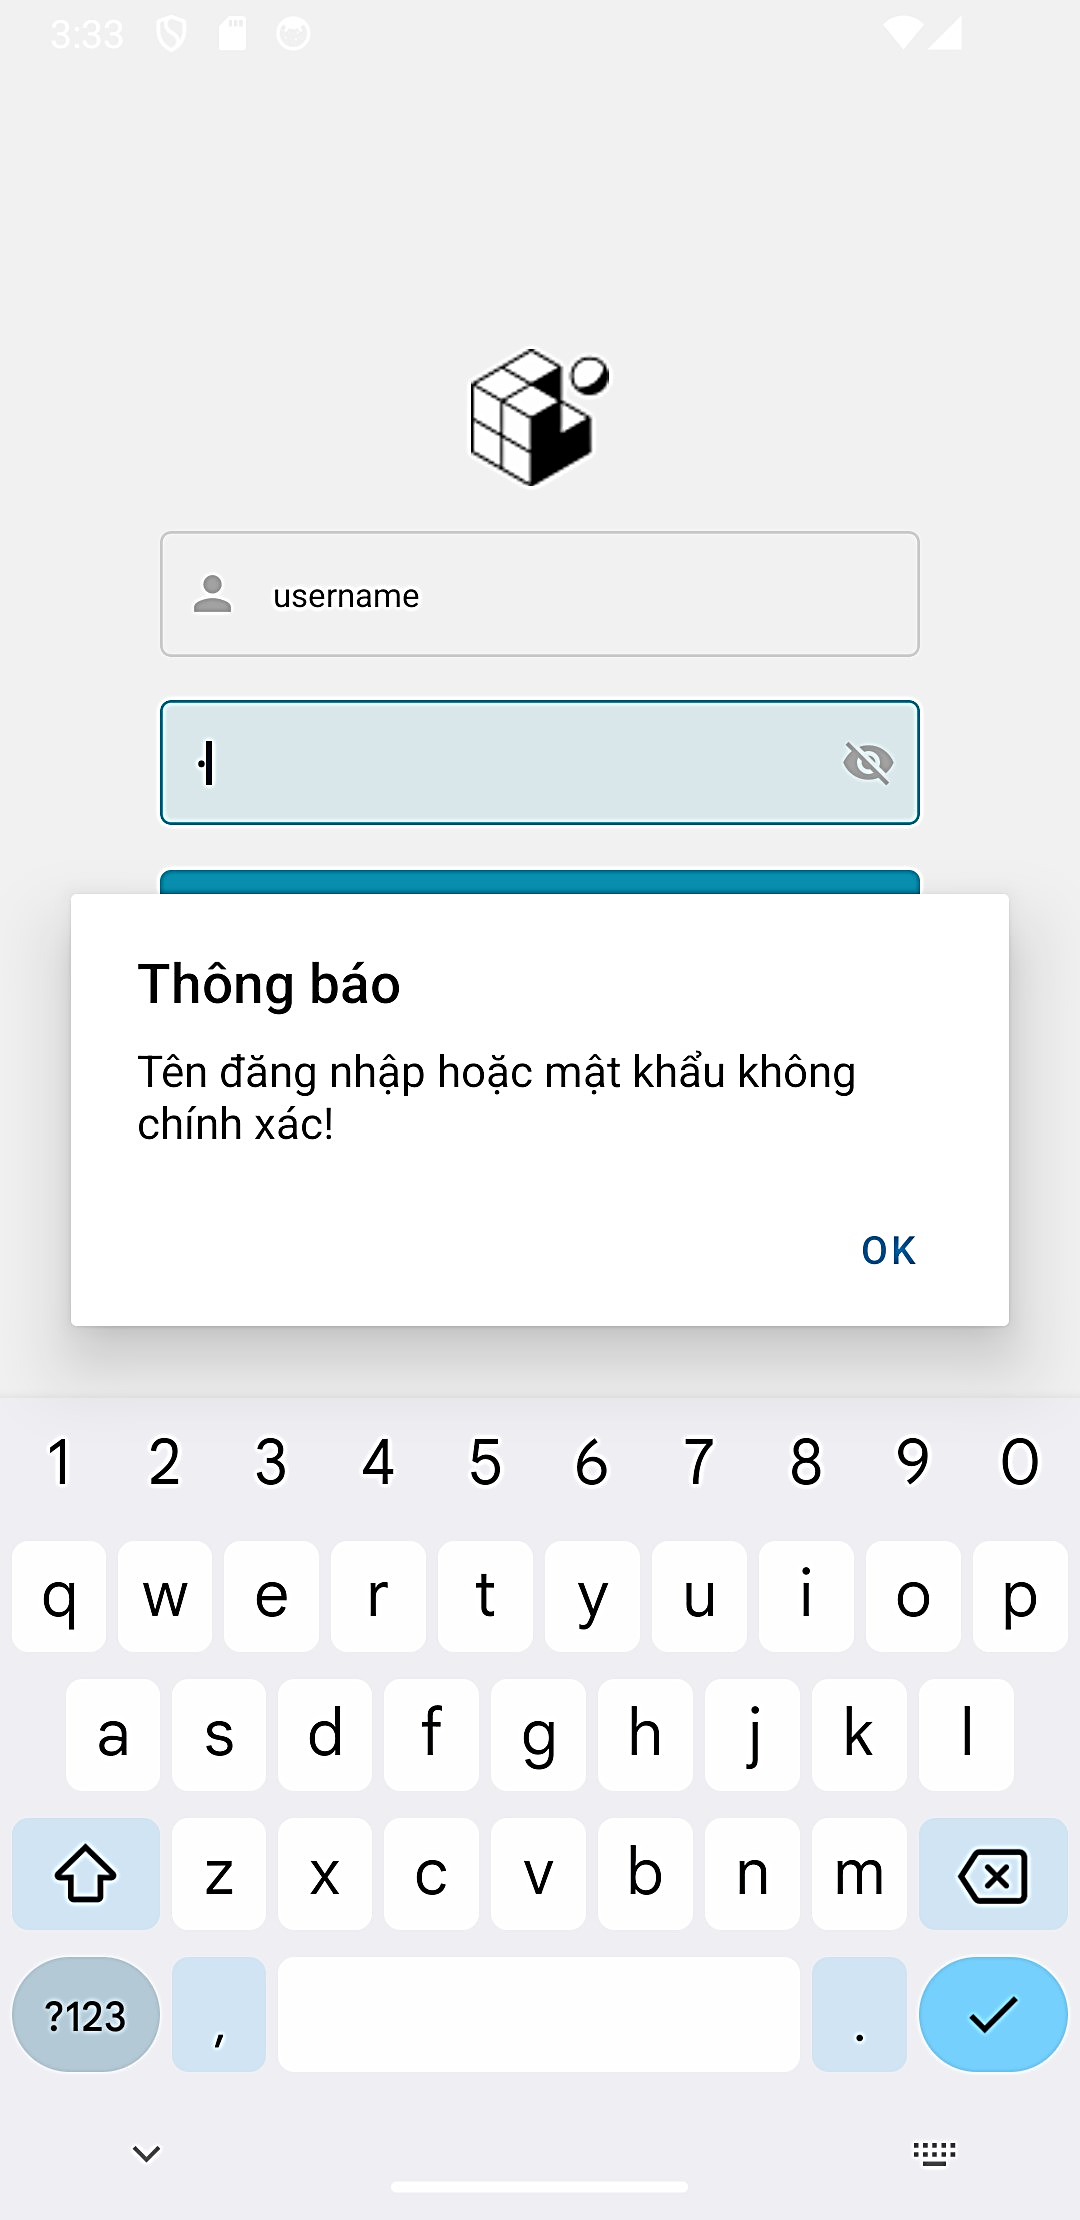 3:33
username
Thông báo
Tên đăng nhập hoặc mật khẩu không
chính xác!
OK
1 2 3 4 5 6 7 8 9 0
q w e r t y u i o p
a s d f g h j k l
z x c v b n m
?123 , .